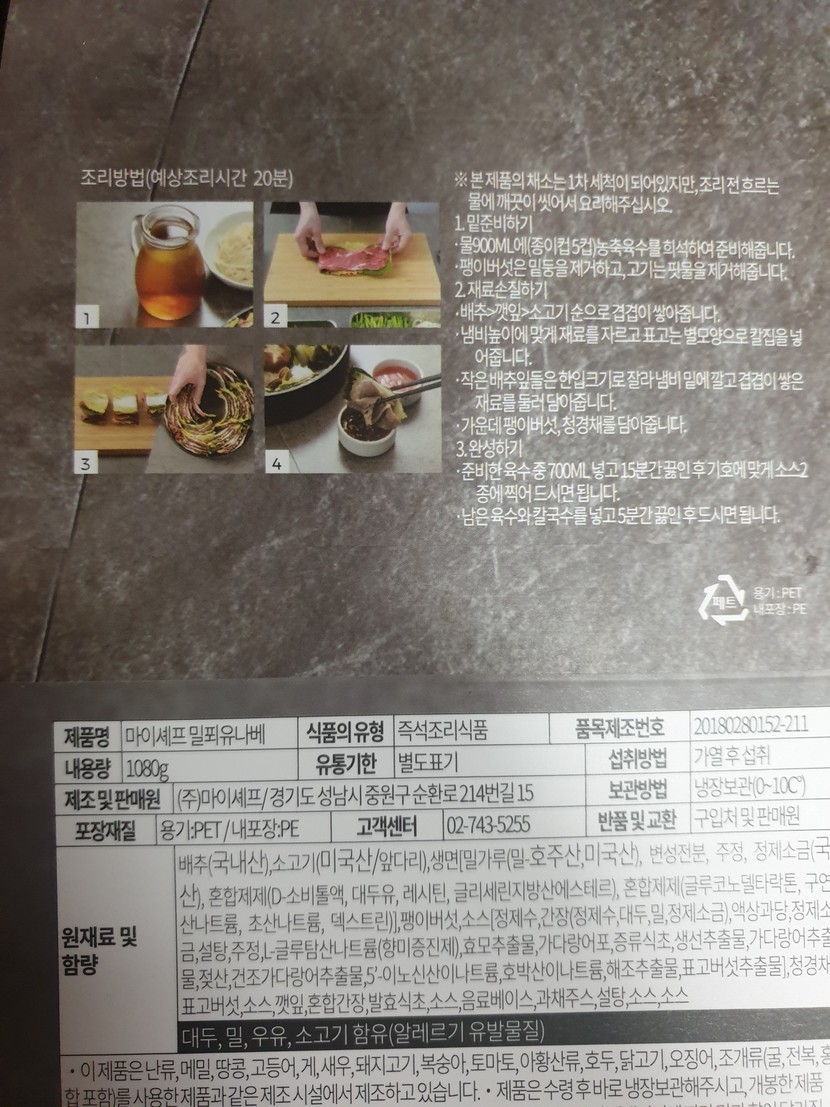 조리방법(예상조리시간 20분)
1
2
3
4
※ 본 제품의 채소는 1차 세척이 되어있지만, 조리 전 흐르는
물에 깨끗이 씻어서 요리해주십시오.
1. 밑준비하기
·물900ML에(종이컵 5컵)농축육수를 희석하여 준비해줍니다.
·팽이버섯은 밑둥을 제거하고, 고기는 핏물을 제거해줍니다.
2. 재료손질하기
·배추>깻잎>소고기 순으로 겹겹이 쌓아줍니다.
·냄비높이에 맞게 재료를 자르고 표고는 별모양으로 칼집을 넣
어줍니다.
·작은 배추잎들은 한입크기로 잘라 냄비 밑에 깔고 겹겹이 쌓은
재료를 둘러 담아줍니다.
·가운데 팽이버섯, 청경채를 담아줍니다.
3. 완성하기
·준비한 육수 중 700ML 넣고 15분간 끓인 후 기호에 맞게 소스2
종에 찍어 드시면 됩니다.
·남은 육수와 칼국수를 넣고 5분간 끓인 후 드시면 됩니다.
페트
용기 : PET
내포장 : PE
제품명 마이셰프 밀푀유나베 식품의 유형 즉석조리식품 품목제조번호 20180280152-211
내용량 1080g 유통기한 별도표기 섭취방법 가열 후 섭취
제조 및 판매원 (주)마이셰프/ 경기도 성남시 중원구 순환로 214번길 15 보관방법 냉장보관(0~10℃)
포장재질 용기:PET / 내포장:PE 고객센터 02-743-5255 반품 및 교환 구입처 및 판매원
원재료 및
함량
배추(국내산),소고기(미국산/앞다리),생면[밀가루(밀-호주산,미국산), 변성전분, 주정, 정제소금(국
산), 혼합제제(D-소비톨액, 대두유, 레시틴, 글리세린지방산에스테르), 혼합제제(글루코노델타락톤, 구연
산나트륨, 초산나트륨, 덱스트린)],팽이버섯,소스[정제수,간장(정제수,대두,밀,정제소금),액상과당,정제소
금,설탕,주정,L-글루탐산나트륨(향미증진제),효모추출물,가다랑어포,증류식초,생선추출물,가다랑어추출
물,젖산,건조가다랑어추출물,5'-이노신산이나트륨,호박산이나트륨,해조추출물,표고버섯추출물],청경채
표고버섯,소스,깻잎,혼합간장,발효식초,소스,음료베이스,과채주스,설탕,소스,소스
대두, 밀, 우유, 소고기 함유(알레르기 유발물질)
· 이 제품은 난류,메밀,땅콩,고등어,게,새우,돼지고기,복숭아,토마토,아황산류,호두,닭고기,오징어,조개류(굴,전복,홍
합 포함)를 사용한 제품과 같은 제조 시설에서 제조하고 있습니다. · 제품은 수령 후 바로 냉장보관해주시고, 개봉한 제품